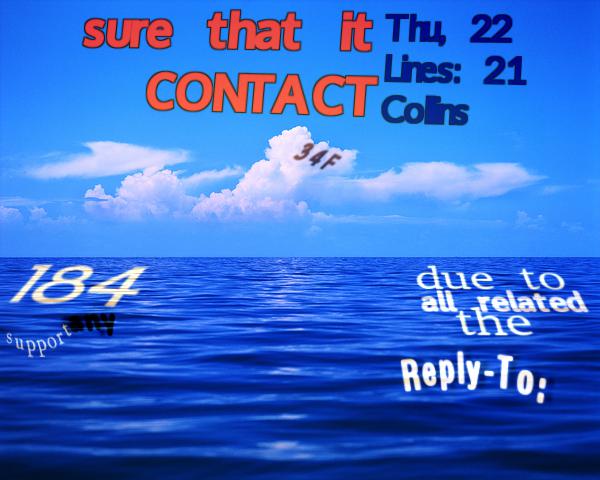 sure that it
CONTACT
Thu, 22
Lines: 21
Collins
34F
184
support
any
due to
all related
the
Reply-To: